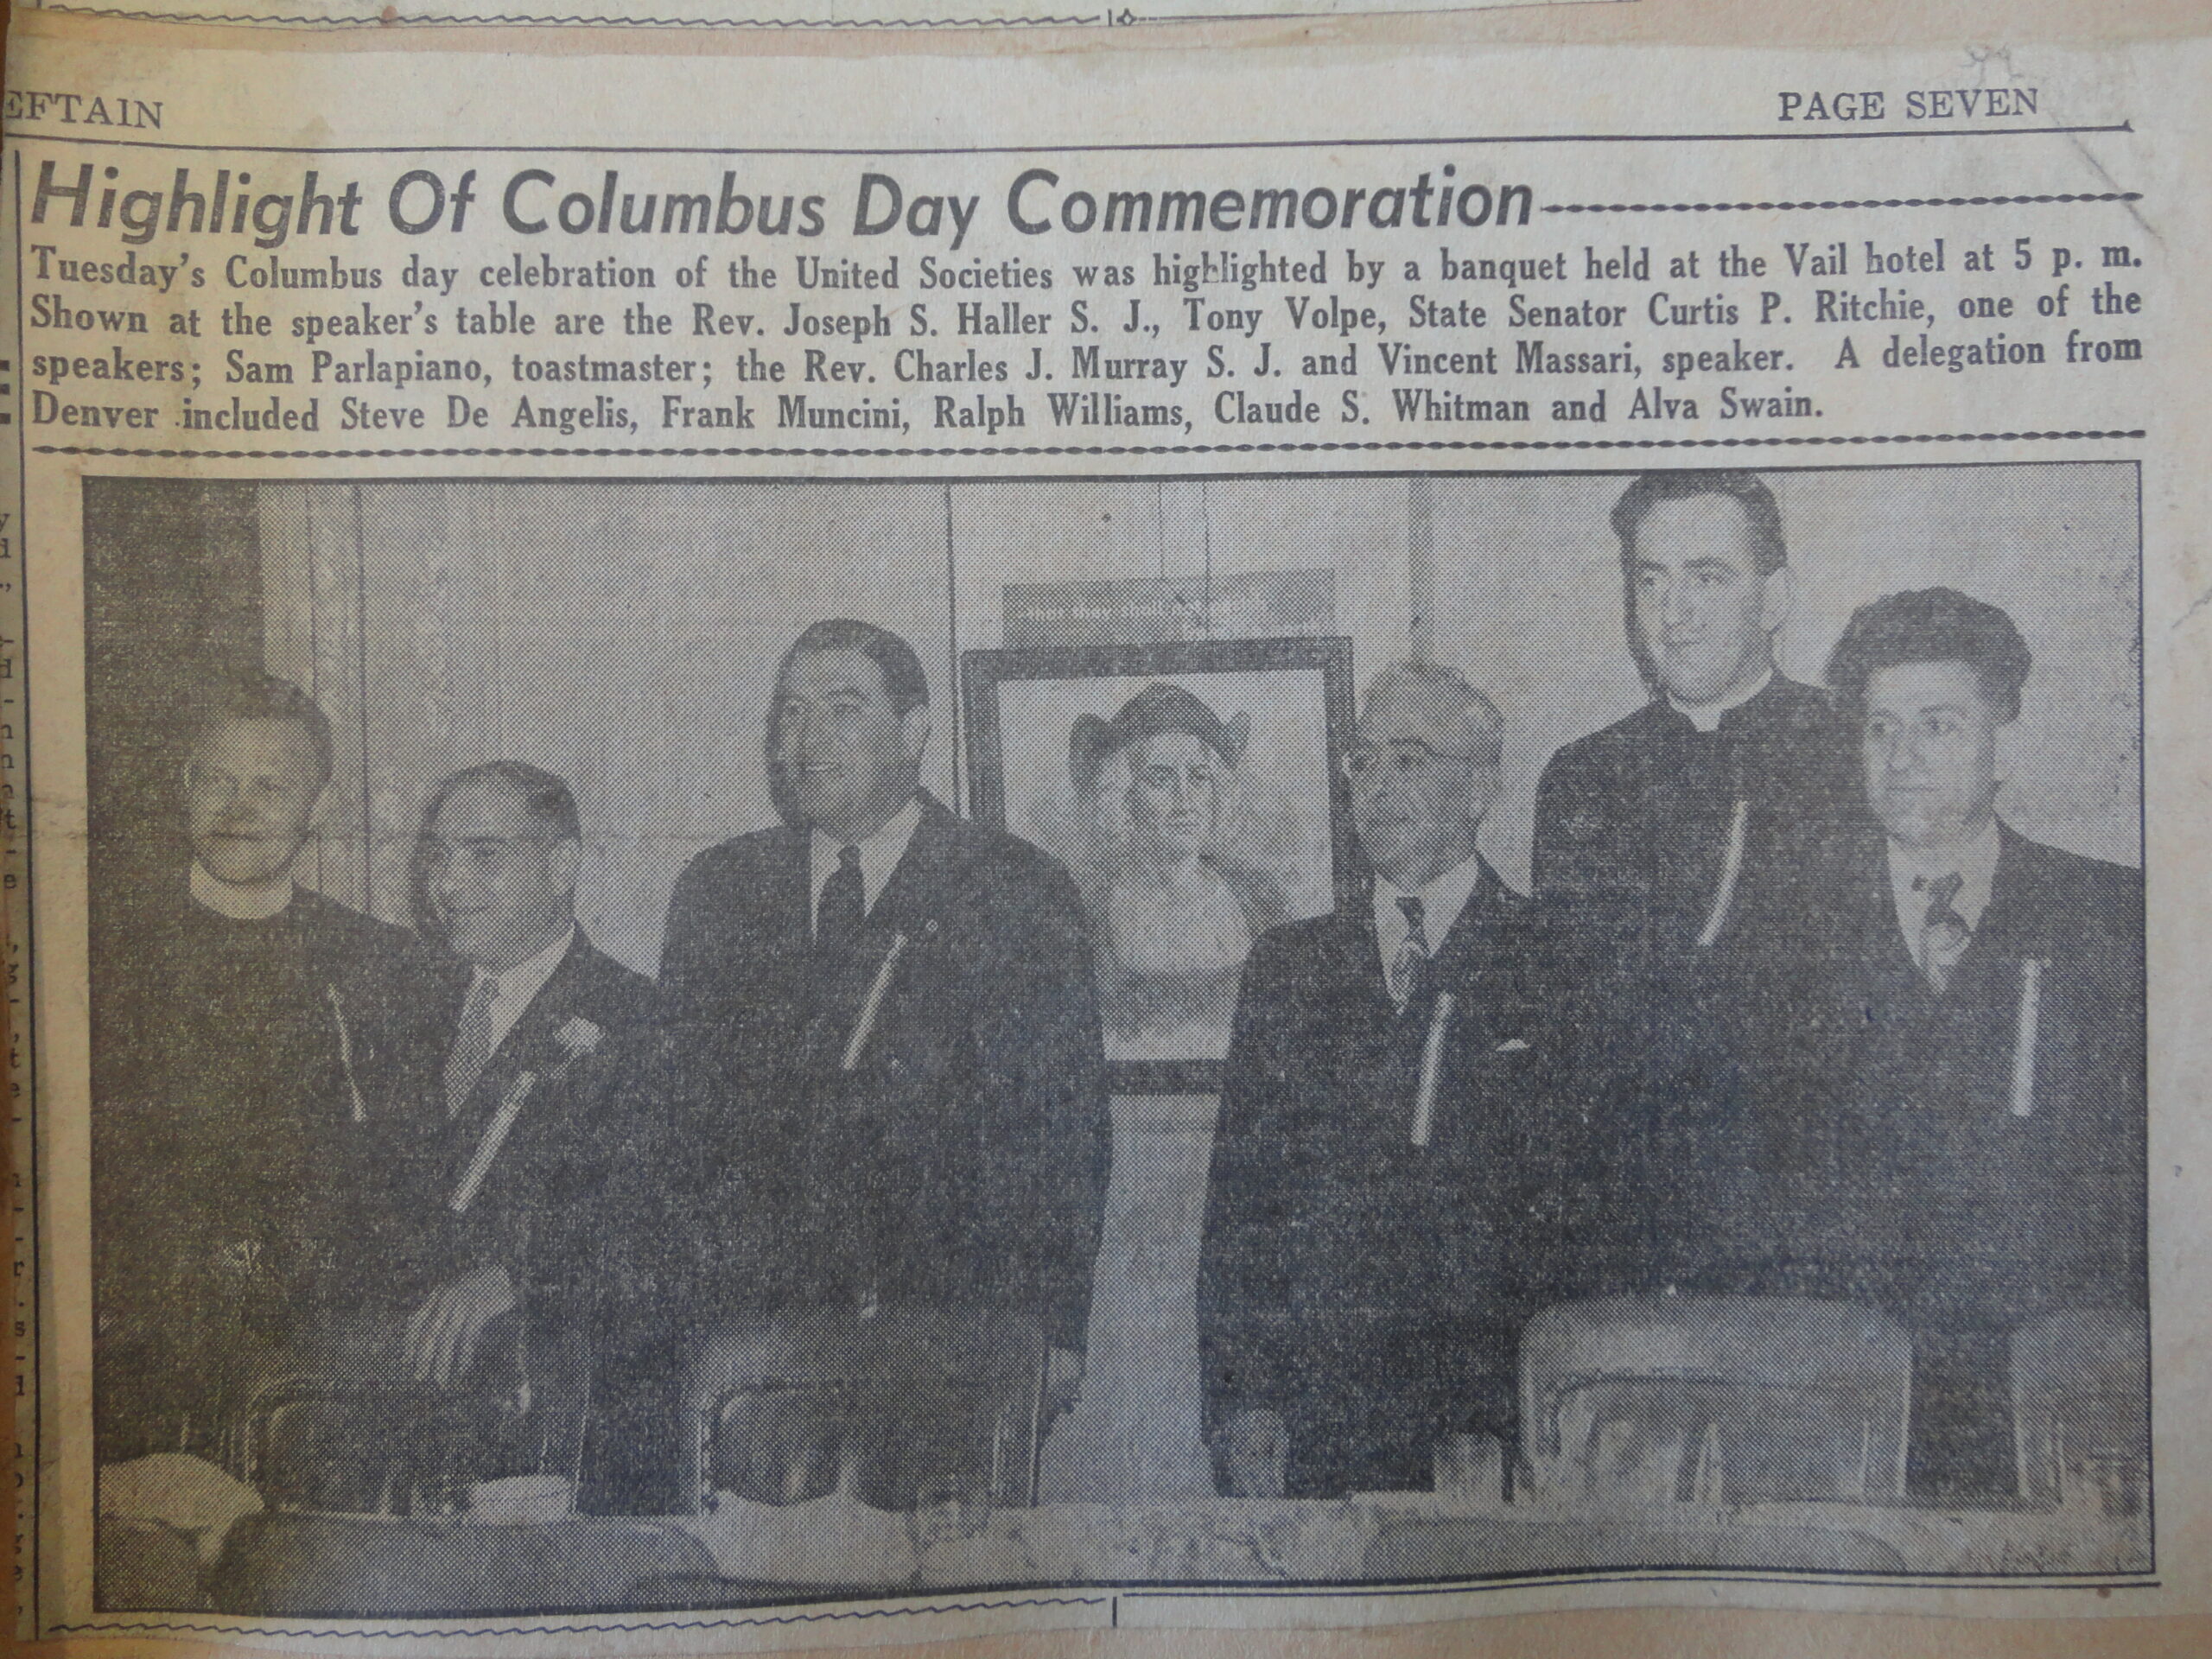 EFTAIN
PAGE SEVEN
Highlight Of Columbus Day Commemoration
Tuesday's Columbus day celebration of the United Societies was highlighted by a banquet held at the Vail hotel at 5 p. m.
Shown at the speaker's table are the Rev. Joseph S. Haller S. J., Tony Volpe, State Senator Curtis P. Ritchie, one of the
speakers; Sam Parlapiano, toastmaster; the Rev. Charles J. Murray S. J. and Vincent Massari, speaker. A delegation from
Denver included Steve De Angelis, Frank Muncini, Ralph Williams, Claude S. Whitman and Alva Swain.
that they shall